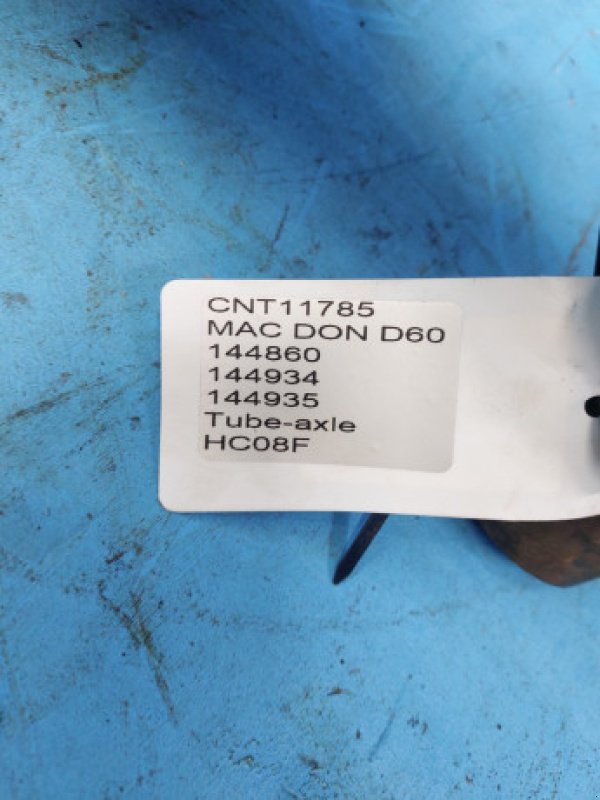 CNT11785
MAC DON D60
144860
144934
144935
Tube-axle
HC08F